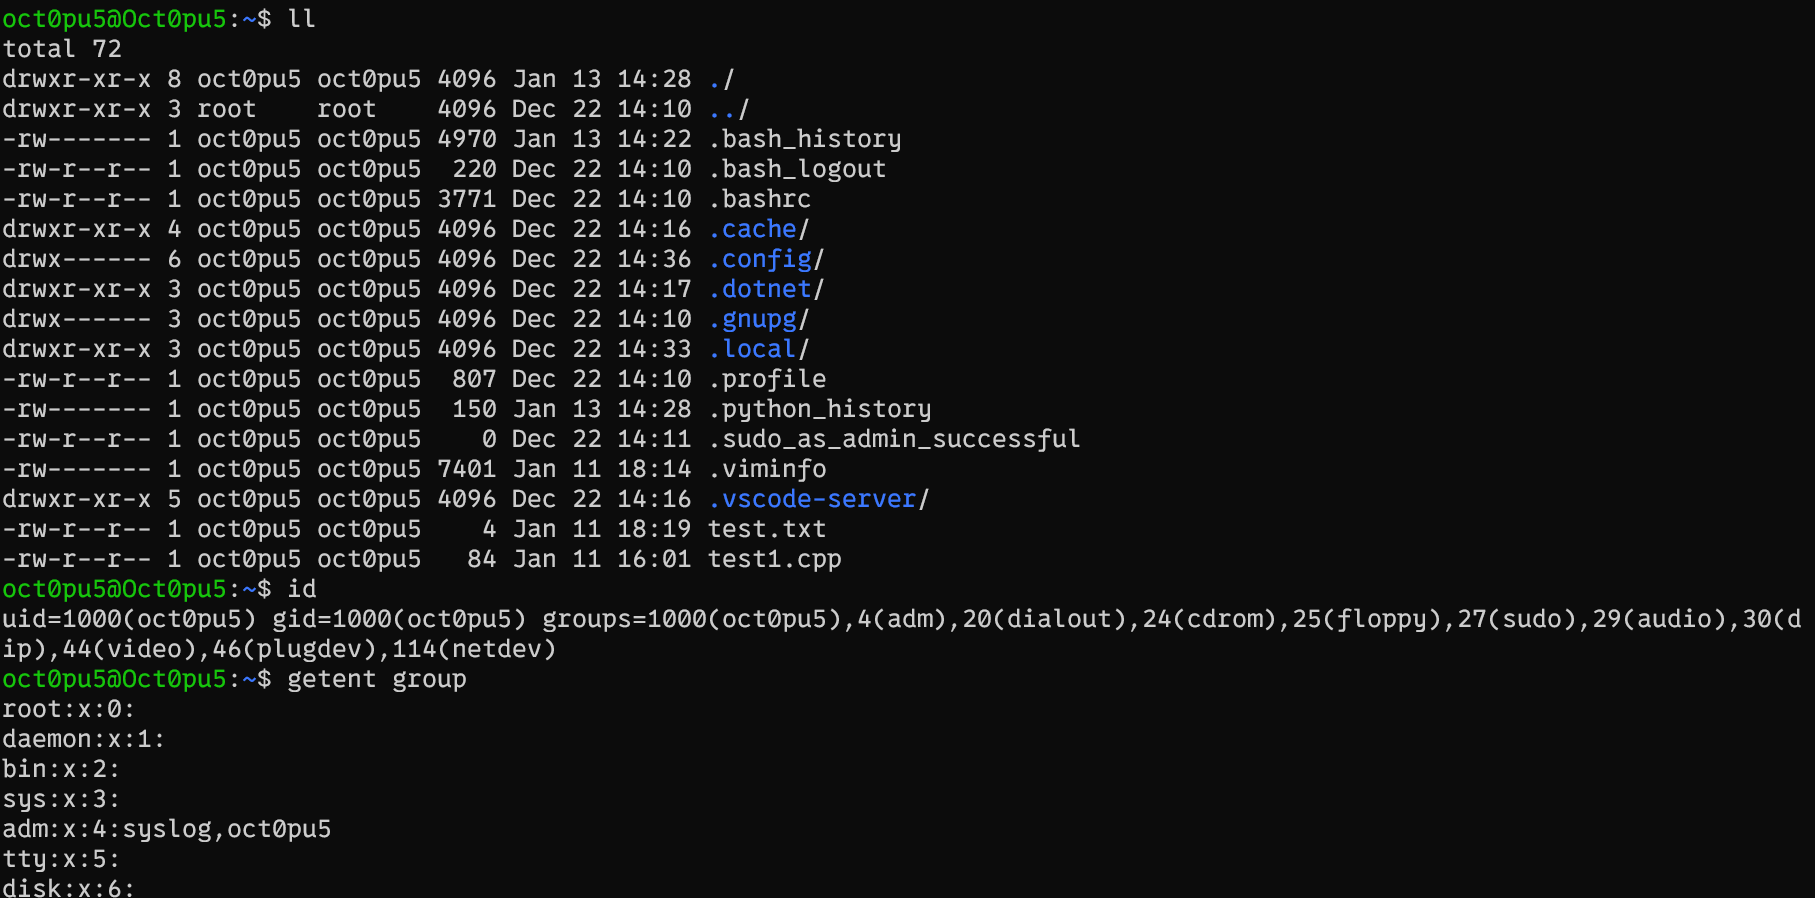 oct0pu5@Oct0pu5:~$ ll
total 72
drwxr-xr-x 8 oct0pu5 oct0pu5 4096 Jan 13 14:28 ./
drwxr-xr-x 3 root    root    4096 Dec 22 14:10 ../
-rw------- 1 oct0pu5 oct0pu5 4970 Jan 13 14:22 .bash_history
-rw-r--r-- 1 oct0pu5 oct0pu5  220 Dec 22 14:10 .bash_logout
-rw-r--r-- 1 oct0pu5 oct0pu5 3771 Dec 22 14:10 .bashrc
drwxr-xr-x 4 oct0pu5 oct0pu5 4096 Dec 22 14:16 .cache/
drwx------ 6 oct0pu5 oct0pu5 4096 Dec 22 14:36 .config/
drwxr-xr-x 3 oct0pu5 oct0pu5 4096 Dec 22 14:17 .dotnet/
drwx------ 3 oct0pu5 oct0pu5 4096 Dec 22 14:10 .gnupg/
drwxr-xr-x 3 oct0pu5 oct0pu5 4096 Dec 22 14:33 .local/
-rw-r--r-- 1 oct0pu5 oct0pu5  807 Dec 22 14:10 .profile
-rw------- 1 oct0pu5 oct0pu5  150 Jan 13 14:28 .python_history
-rw-r--r-- 1 oct0pu5 oct0pu5    0 Dec 22 14:11 .sudo_as_admin_successful
-rw------- 1 oct0pu5 oct0pu5 7401 Jan 11 18:14 .viminfo
drwxr-xr-x 5 oct0pu5 oct0pu5 4096 Dec 22 14:16 .vscode-server/
-rw-r--r-- 1 oct0pu5 oct0pu5    4 Jan 11 18:19 test.txt
-rw-r--r-- 1 oct0pu5 oct0pu5   84 Jan 11 16:01 test1.cpp
oct0pu5@Oct0pu5:~$ id
uid=1000(oct0pu5) gid=1000(oct0pu5) groups=1000(oct0pu5),4(adm),20(dialout),24(cdrom),25(floppy),27(sudo),29(audio),30(d
ip),44(video),46(plugdev),114(netdev)
oct0pu5@Oct0pu5:~$ getent group
root:x:0:
daemon:x:1:
bin:x:2:
sys:x:3:
adm:x:4:syslog,oct0pu5
tty:x:5:
disk:x:6: